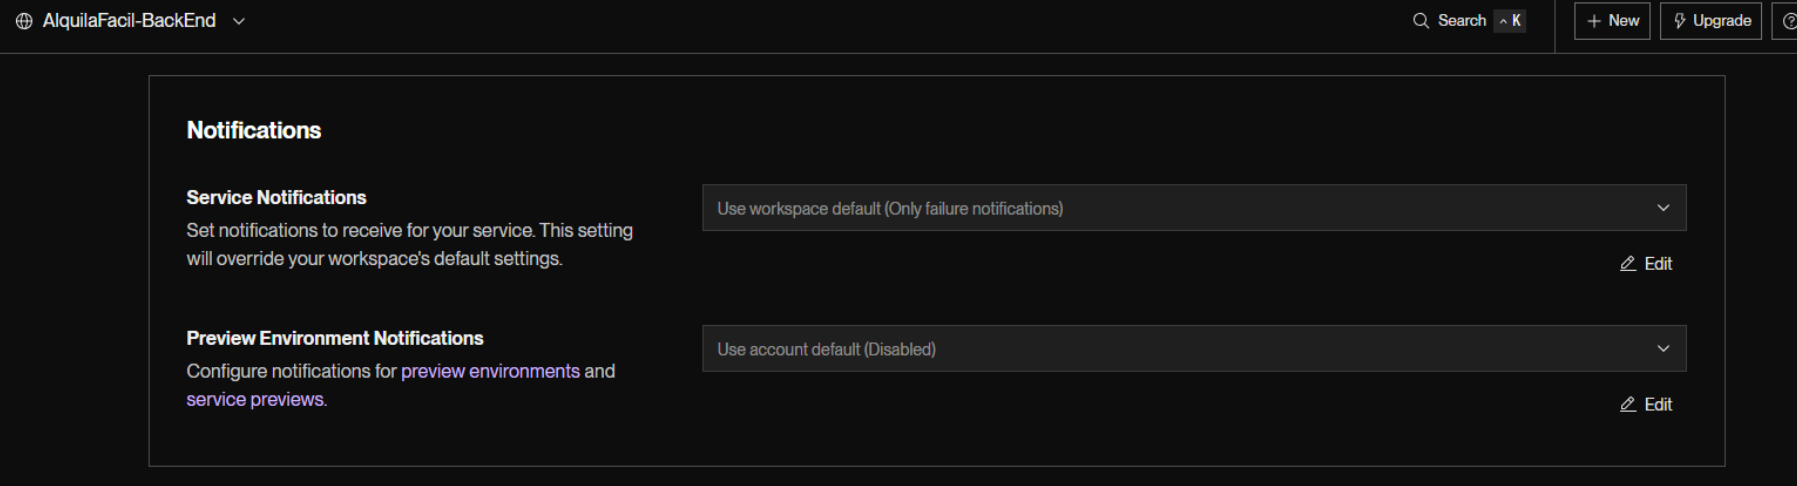 AlquilaFacil-BackEnd
Search ^ K
+ New
Upgrade
Notifications
Service Notifications
Set notifications to receive for your service. This setting
will override your workspace's default settings.
Use workspace default (Only failure notifications)
Edit
Preview Environment Notifications
Configure notifications for preview environments and
service previews.
Use account default (Disabled)
Edit